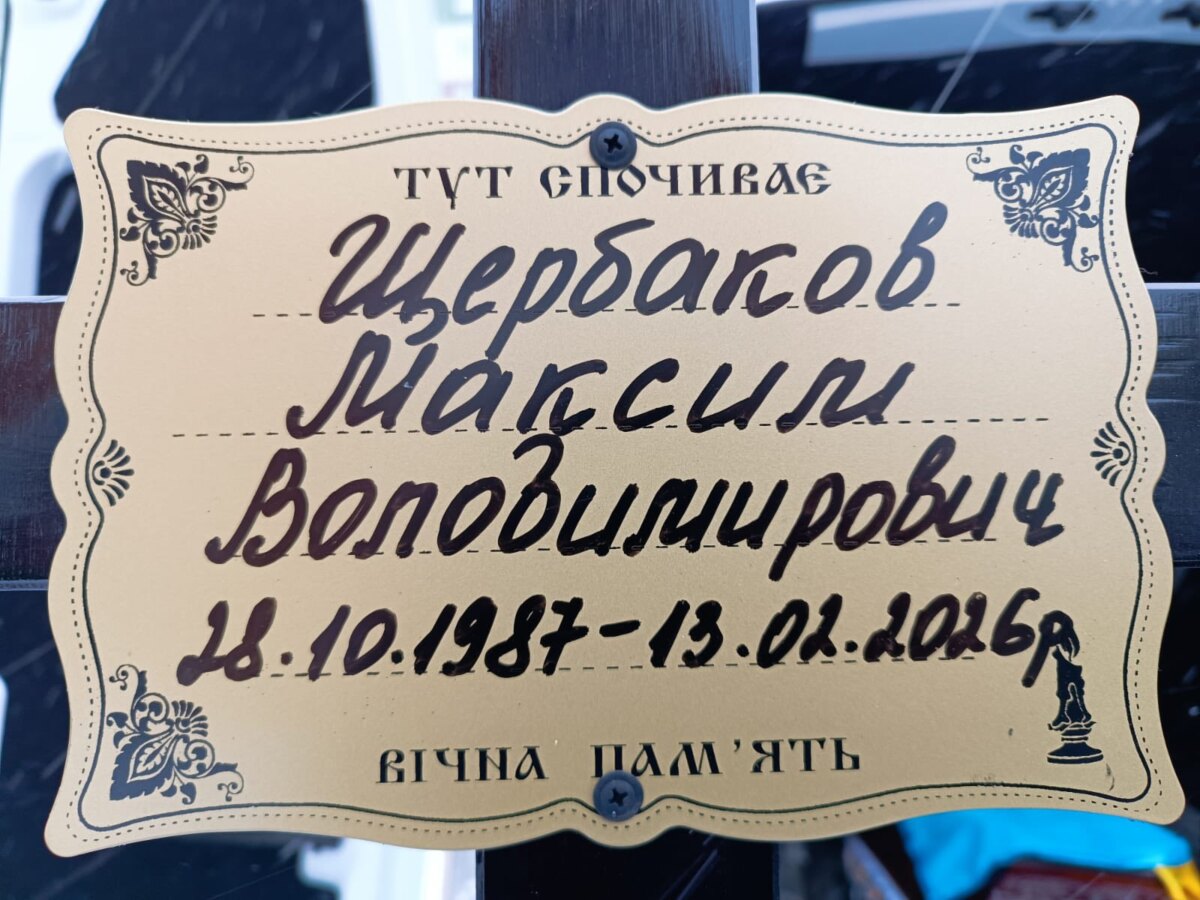 ТУТ СПОЧИВАЄ
Щербаков
Максим
Володимирович
28.10.1987-13.02.2026р
ВІЧНА ПАМ'ЯТЬ